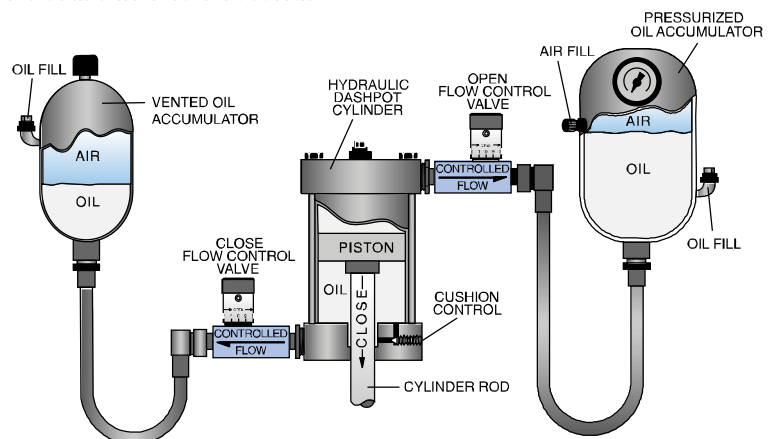 PRESSURIZED
OIL ACCUMULATOR
AIR FILL
OIL FILL
VENTED OIL
ACCUMULATOR
HYDRAULIC
DASHPOT
CYLINDER
OPEN
FLOW CONTROL
VALVE
AIR
OIL
AIR
OIL
CONTROLLED
FLOW
OIL FILL
PISTON
CLOSE
FLOW CONTROL
VALVE
OIL
CLOSE
CUSHION
CONTROL
CONTROLLED
FLOW
CYLINDER ROD